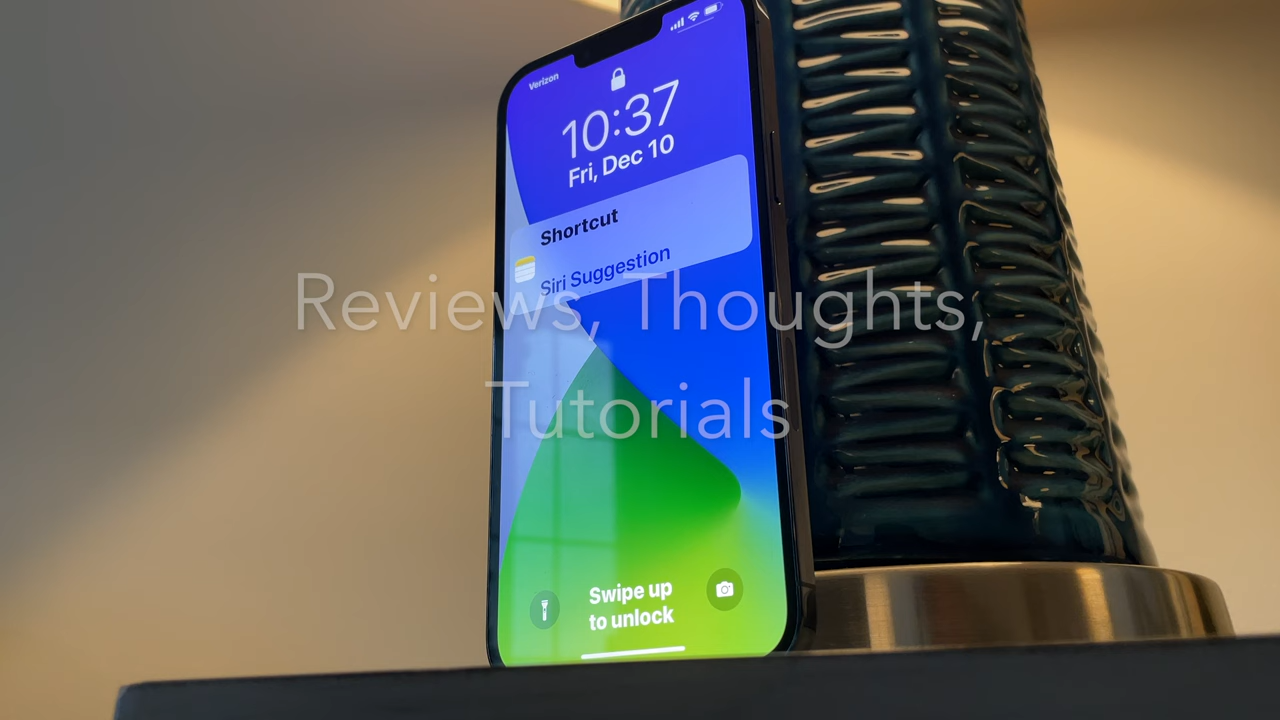 Verizon
10:37
Fri, Dec 10
Shortcut
Siri Suggestion
Reviews, Thoughts,
Tutorials
Swipe up
to unlock